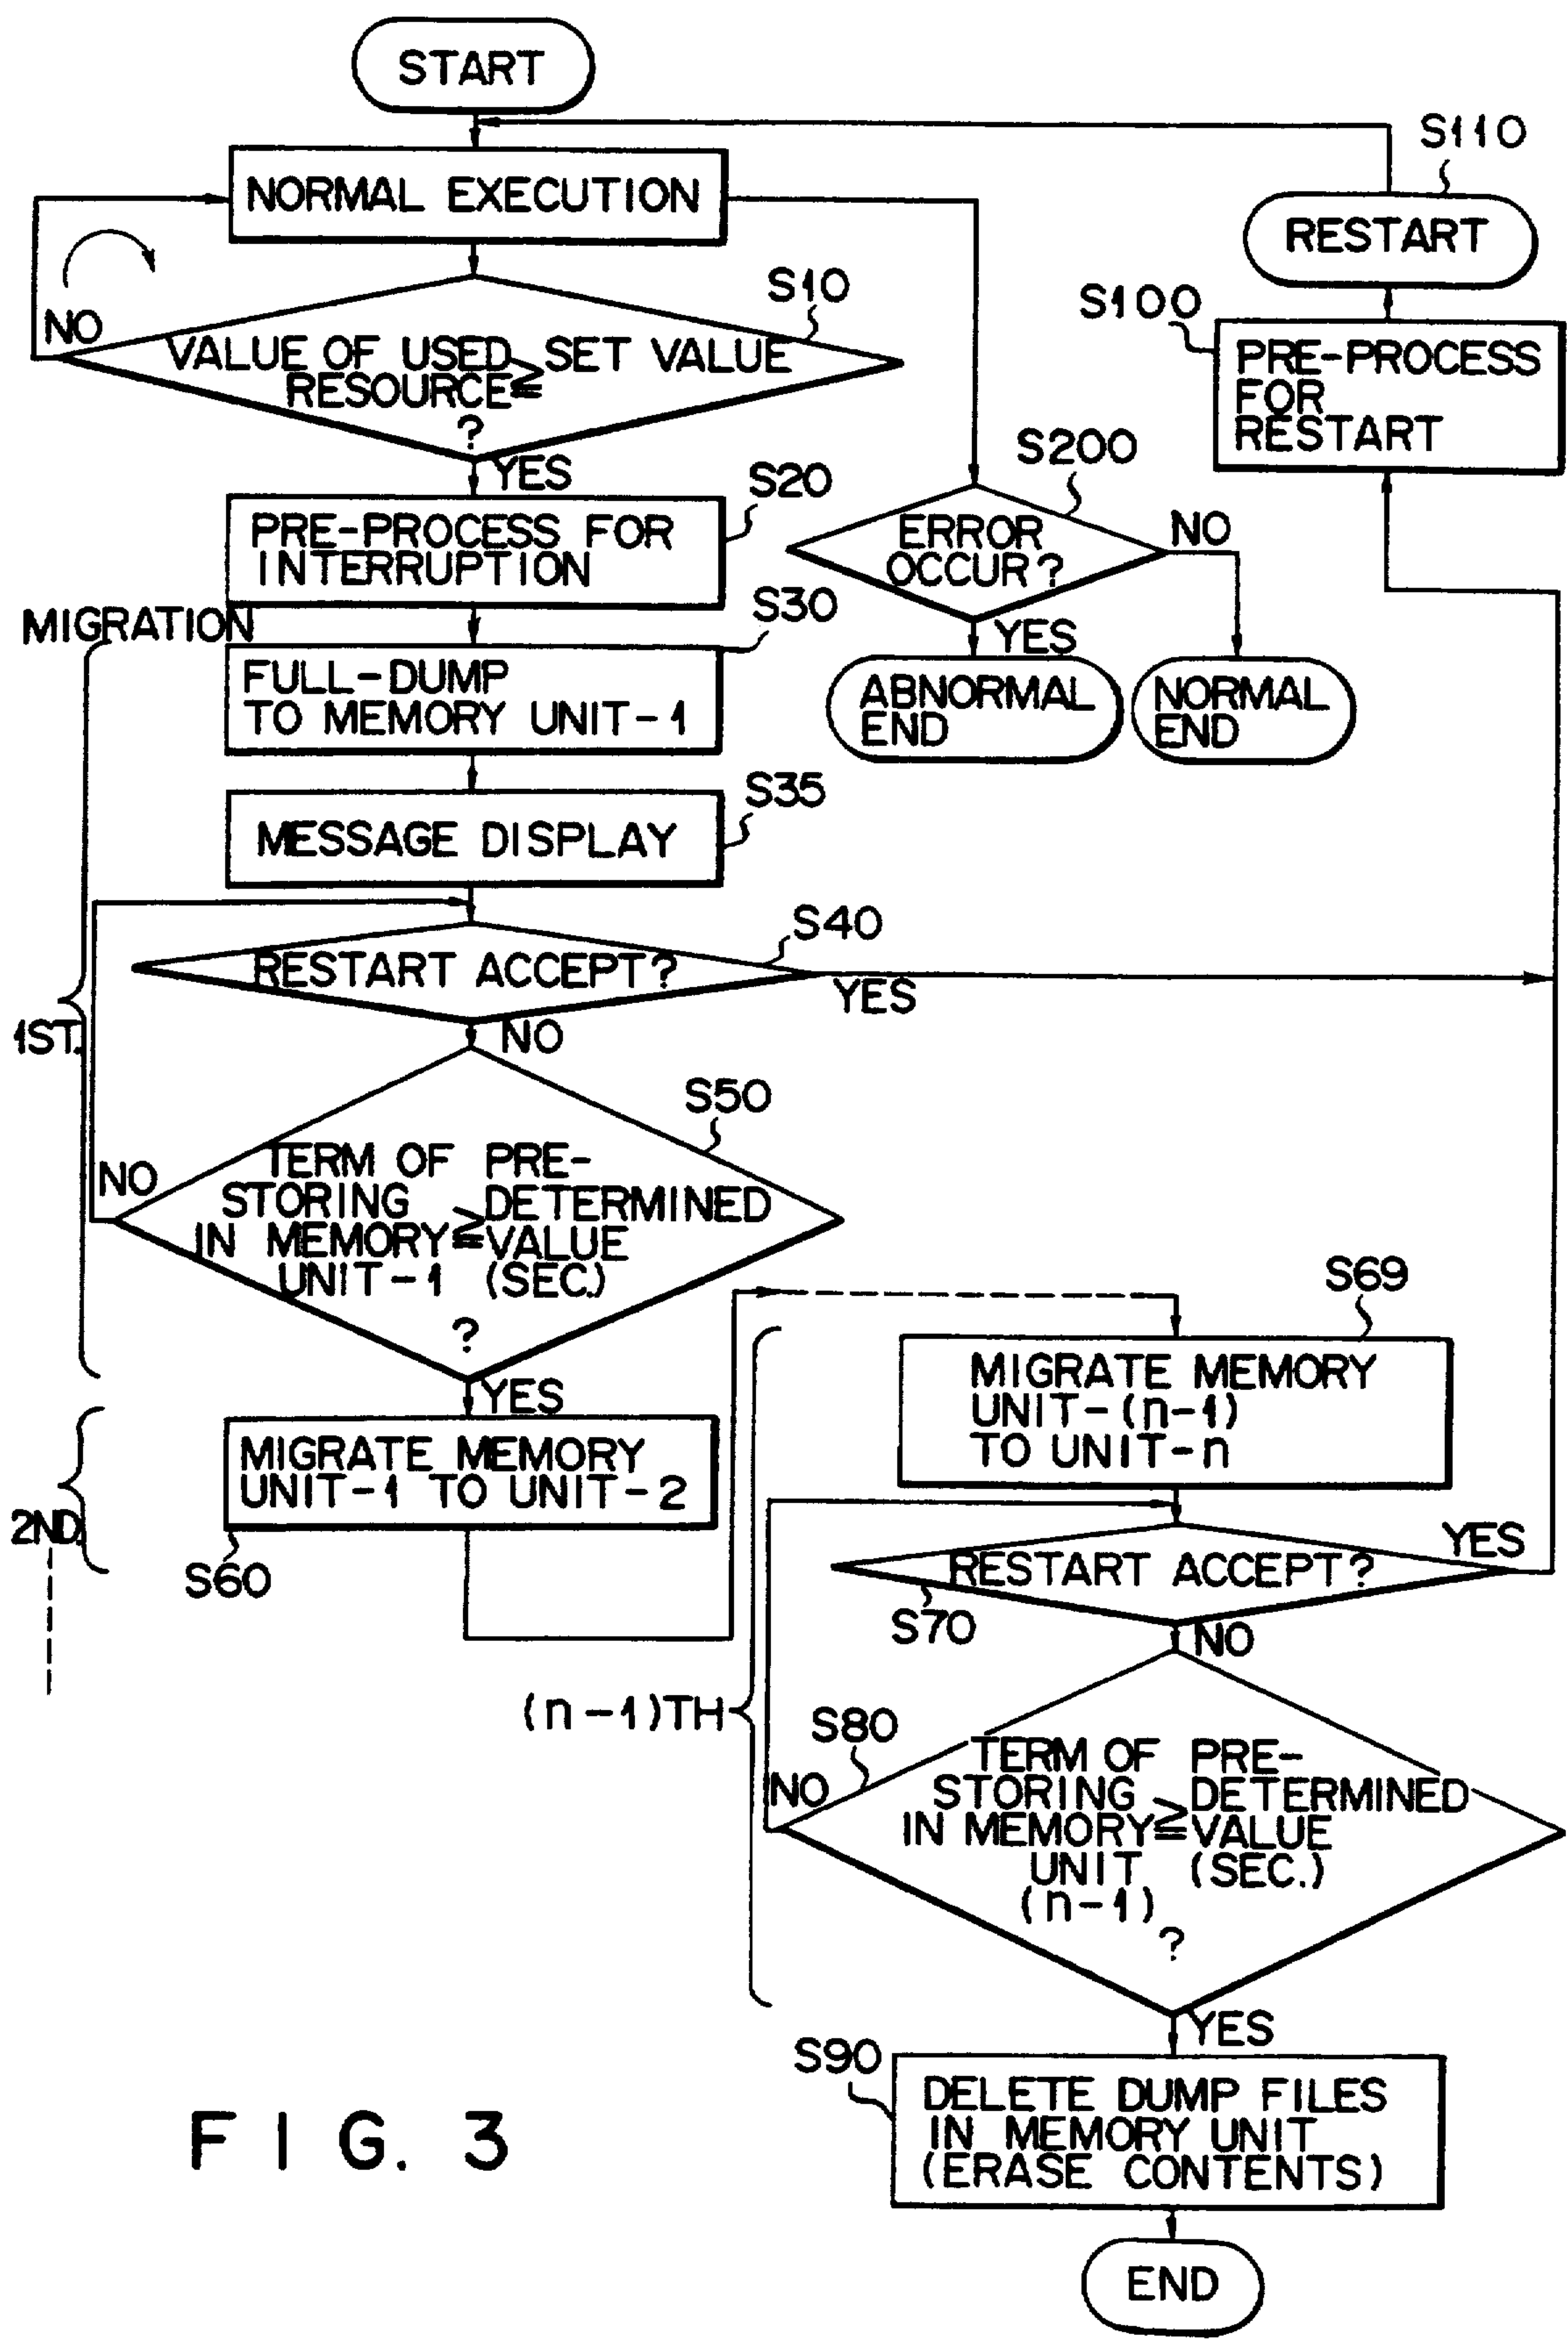 START
S110
NORMAL EXECUTION
RESTART
S10
S100
NO
VALUE OF USED ≧ SET VALUE
RESOURCE
?
PRE-PROCESS
FOR
RESTART
YES
S20
S200
PRE-PROCESS FOR
INTERRUPTION
ERROR
OCCUR?
NO
YES
MIGRATION
S30
FULL-DUMP
TO MEMORY UNIT-1
ABNORMAL
END
NORMAL
END
S35
MESSAGE DISPLAY
S40
RESTART ACCEPT?
YES
1ST.
NO
S50
NO
TERM OF PRE-
STORING DETERMINED
IN MEMORY ≧ VALUE
UNIT-1 (SEC.)
?
YES
S69
MIGRATE MEMORY
UNIT-(n-1)
TO UNIT-n
2ND.
MIGRATE MEMORY
UNIT-1 TO UNIT-2
S60
RESTART ACCEPT?
YES
S70
NO
(n-1)TH
S80
NO
TERM OF PRE-
STORING DETERMINED
IN MEMORY ≧ VALUE
UNIT (SEC.)
(n-1)
?
YES
S90
DELETE DUMP FILES
IN MEMORY UNIT
(ERASE CONTENTS)
END
FIG. 3